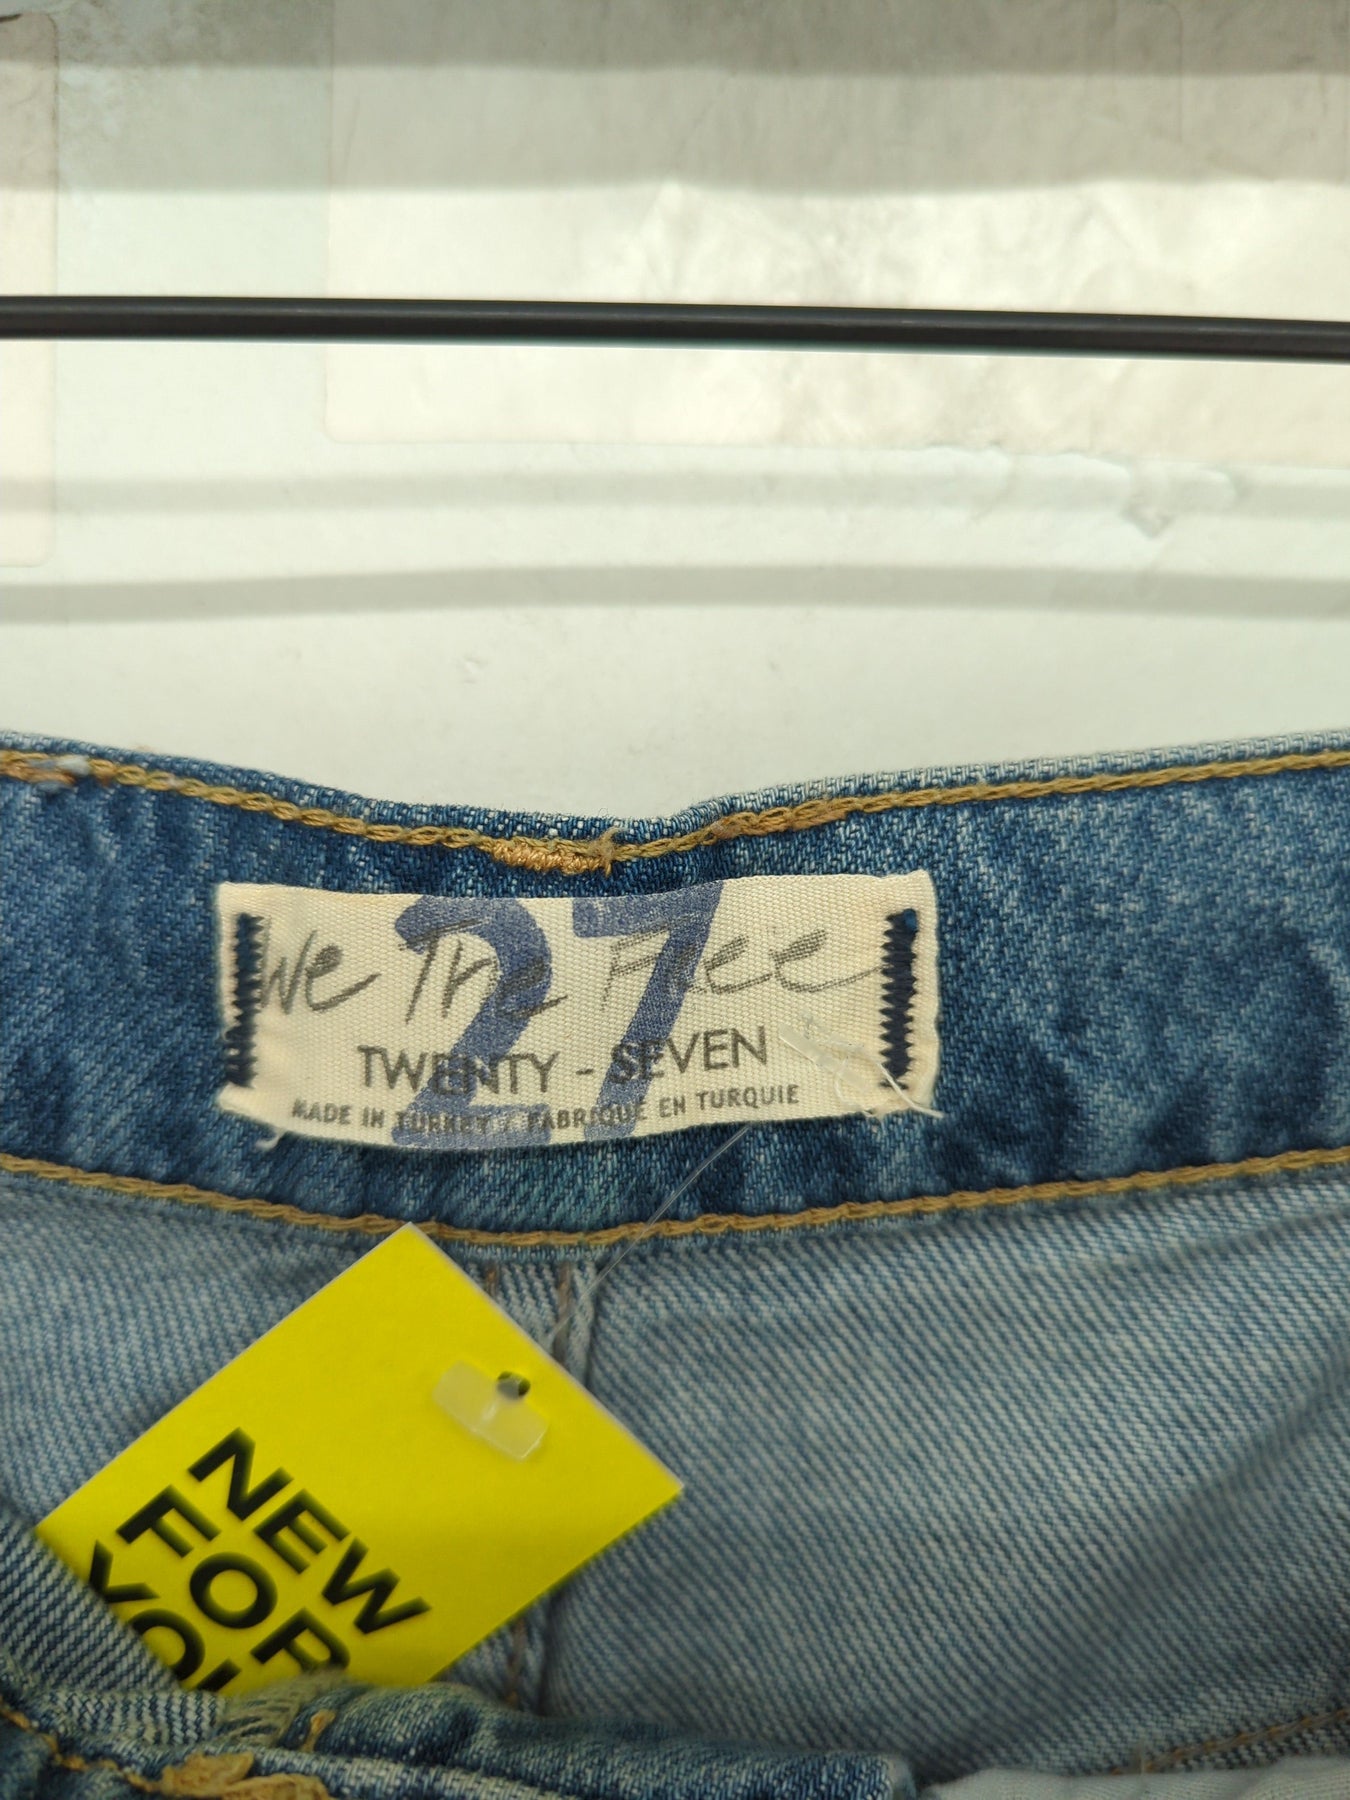 27
We The Free
TWENTY - SEVEN
MADE IN TURKEY / FABRIQUÉ EN TURQUIE
NEW
FOR